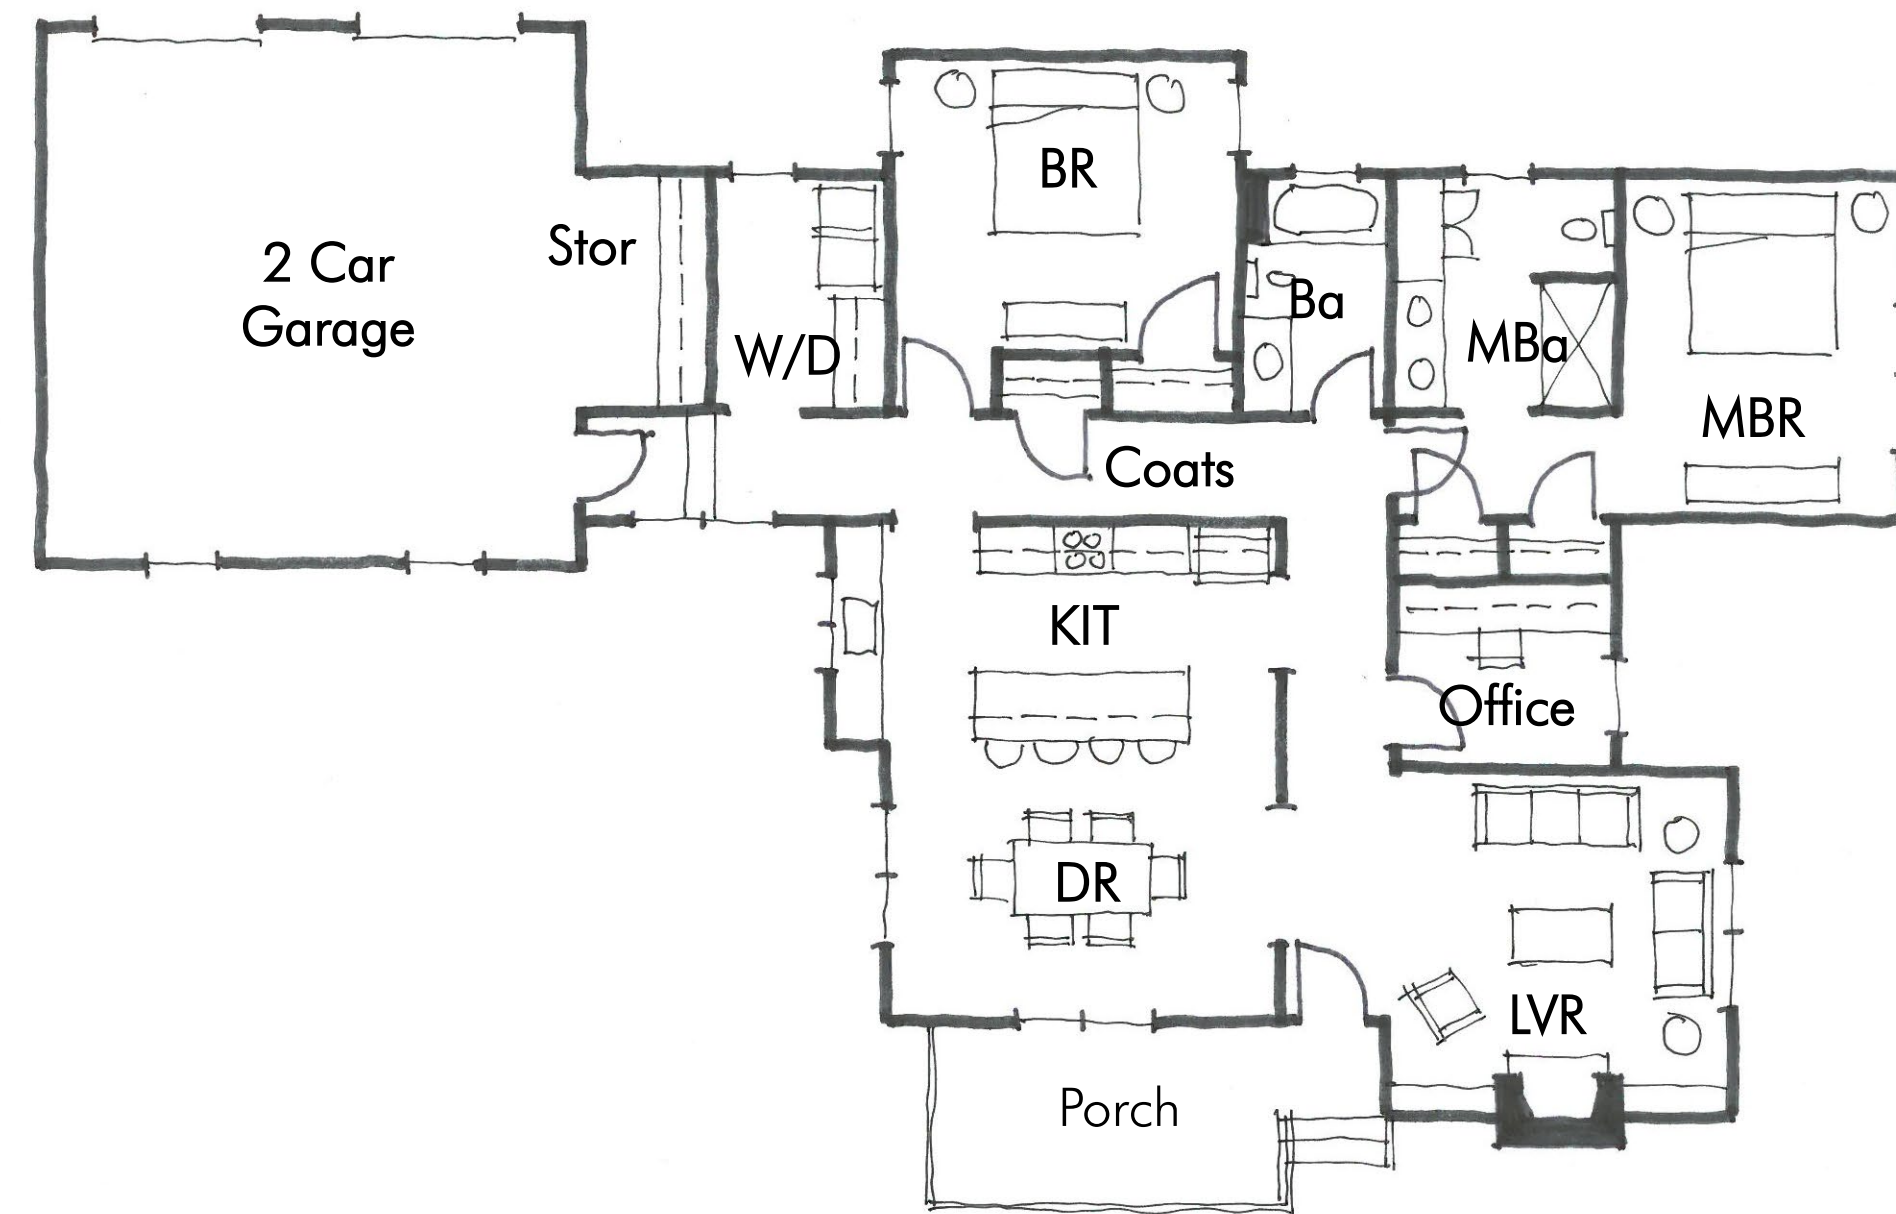 BR
2 Car
Garage
Stor
W/D
Ba
MBa
MBR
Coats
KIT
Office
DR
LVR
Porch